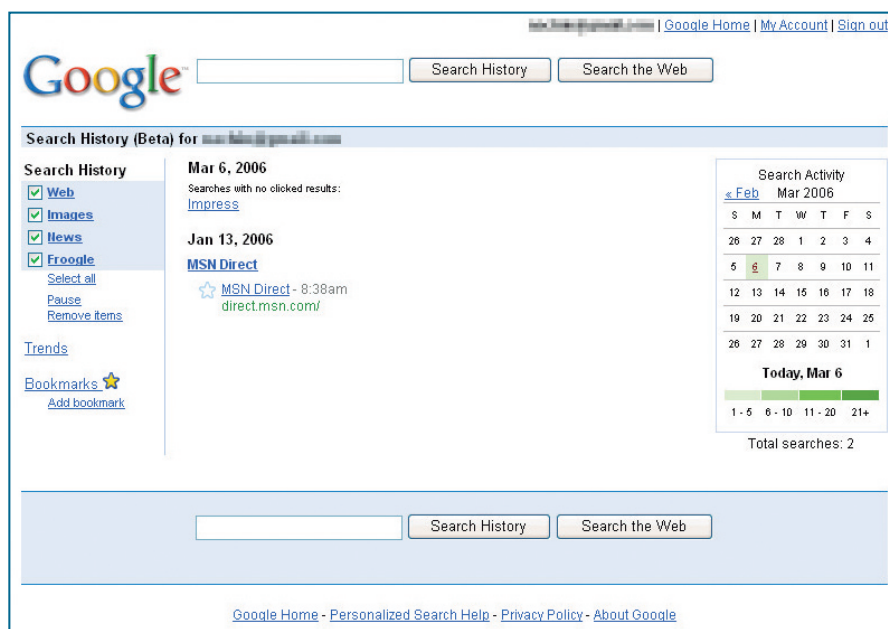 | Google Home | My Account | Sign out
Google™ Search History Search the Web
Search History (Beta) for
Search History
Web
Images
News
Froogle
Select all
Pause
Remove items
Trends
Bookmarks
Add bookmark
Mar 6, 2006
Searches with no clicked results:
Impress
Jan 13, 2006
MSN Direct
MSN Direct - 8:38am
direct.msn.com/
Search Activity
« Feb Mar 2006
S M T W T F S
26 27 28 1 2 3 4
5 6 7 8 9 10 11
12 13 14 15 16 17 18
19 20 21 22 23 24 25
26 27 28 29 30 31 1
Today, Mar 6
1 - 5 6 - 10 11 - 20 21+
Total searches: 2
Search History Search the Web
Google Home - Personalized Search Help - Privacy Policy - About Google